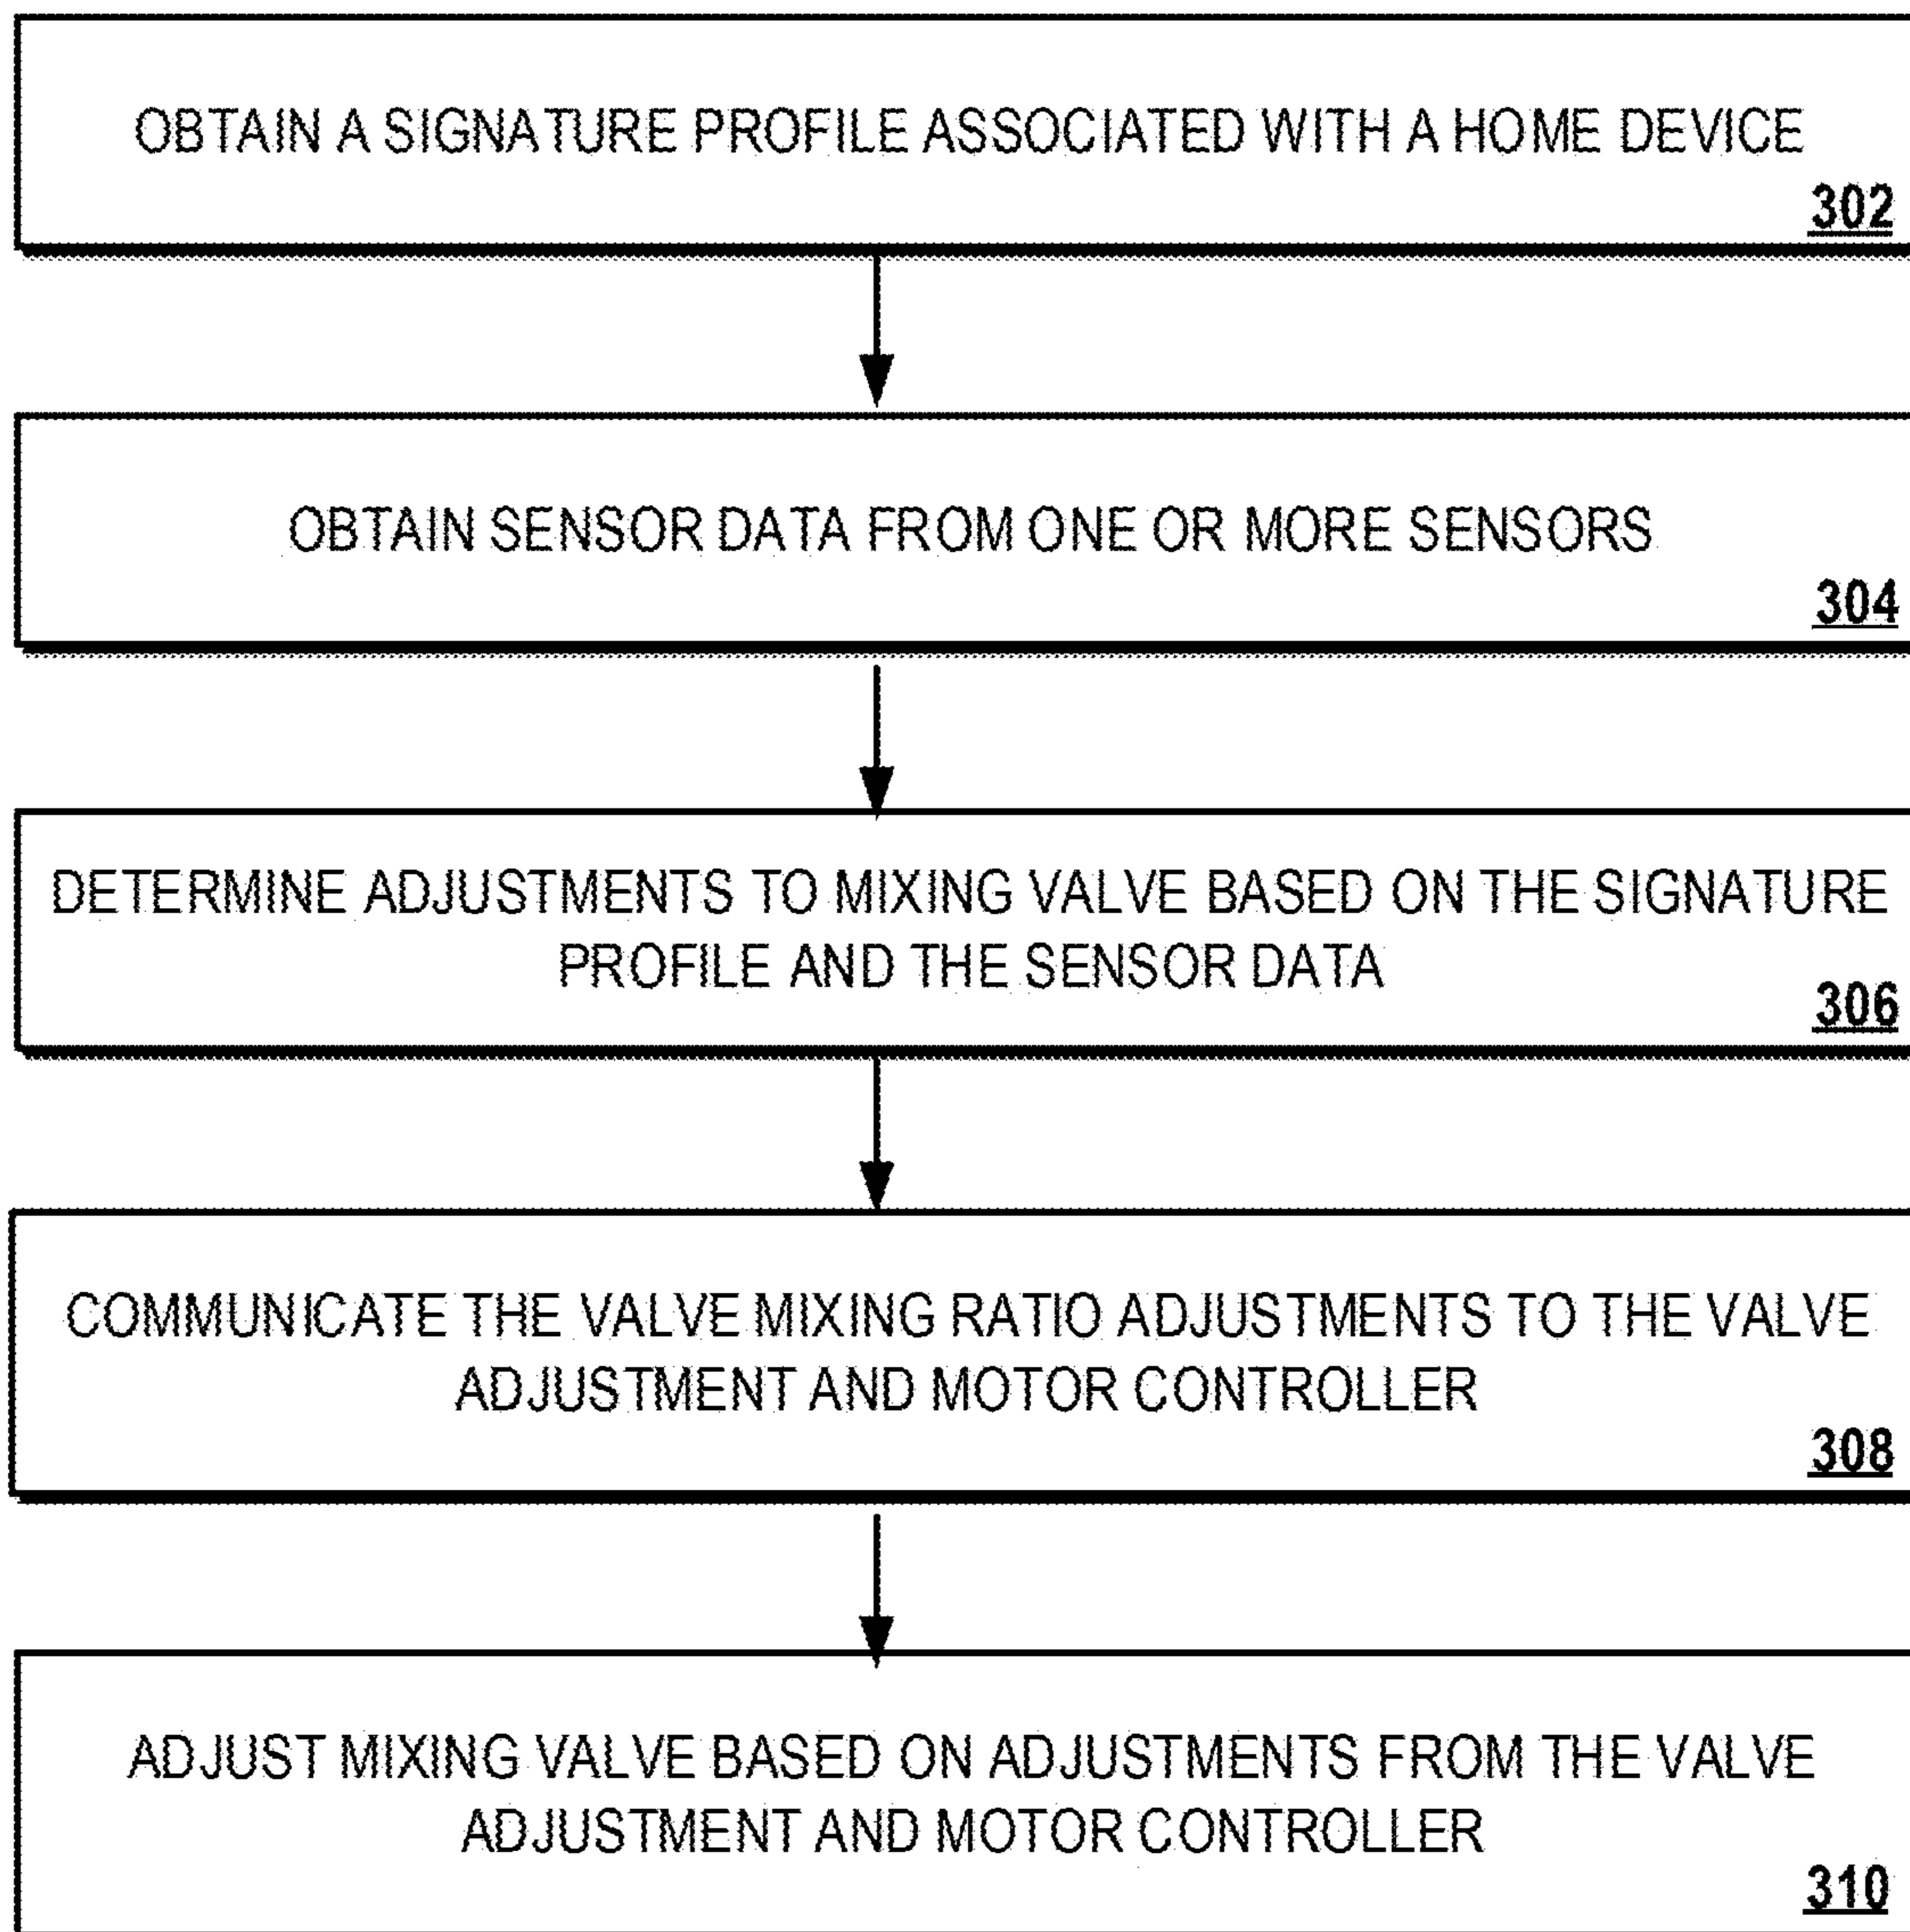 OBTAIN A SIGNATURE PROFILE ASSOCIATED WITH A HOME DEVICE
302
OBTAIN SENSOR DATA FROM ONE OR MORE SENSORS
304
DETERMINE ADJUSTMENTS TO MIXING VALVE BASED ON THE SIGNATURE
PROFILE AND THE SENSOR DATA
306
COMMUNICATE THE VALVE MIXING RATIO ADJUSTMENTS TO THE VALVE
ADJUSTMENT AND MOTOR CONTROLLER
308
ADJUST MIXING VALVE BASED ON ADJUSTMENTS FROM THE VALVE
ADJUSTMENT AND MOTOR CONTROLLER
310